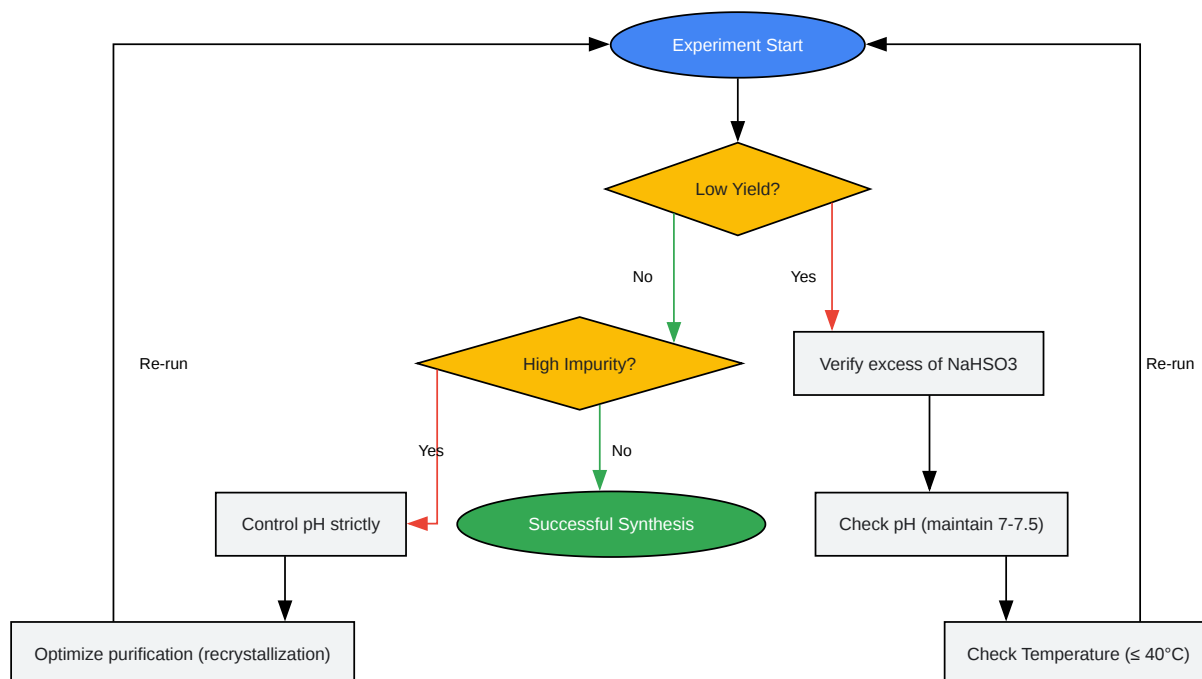 Experiment Start
Low Yield?
No
Yes
High Impurity?
Verify excess of NaHSO3
Re-run
Re-run
Yes
No
Control pH strictly
Successful Synthesis
Check pH (maintain 7-7.5)
Optimize purification (recrystallization)
Check Temperature (≤ 40°C)